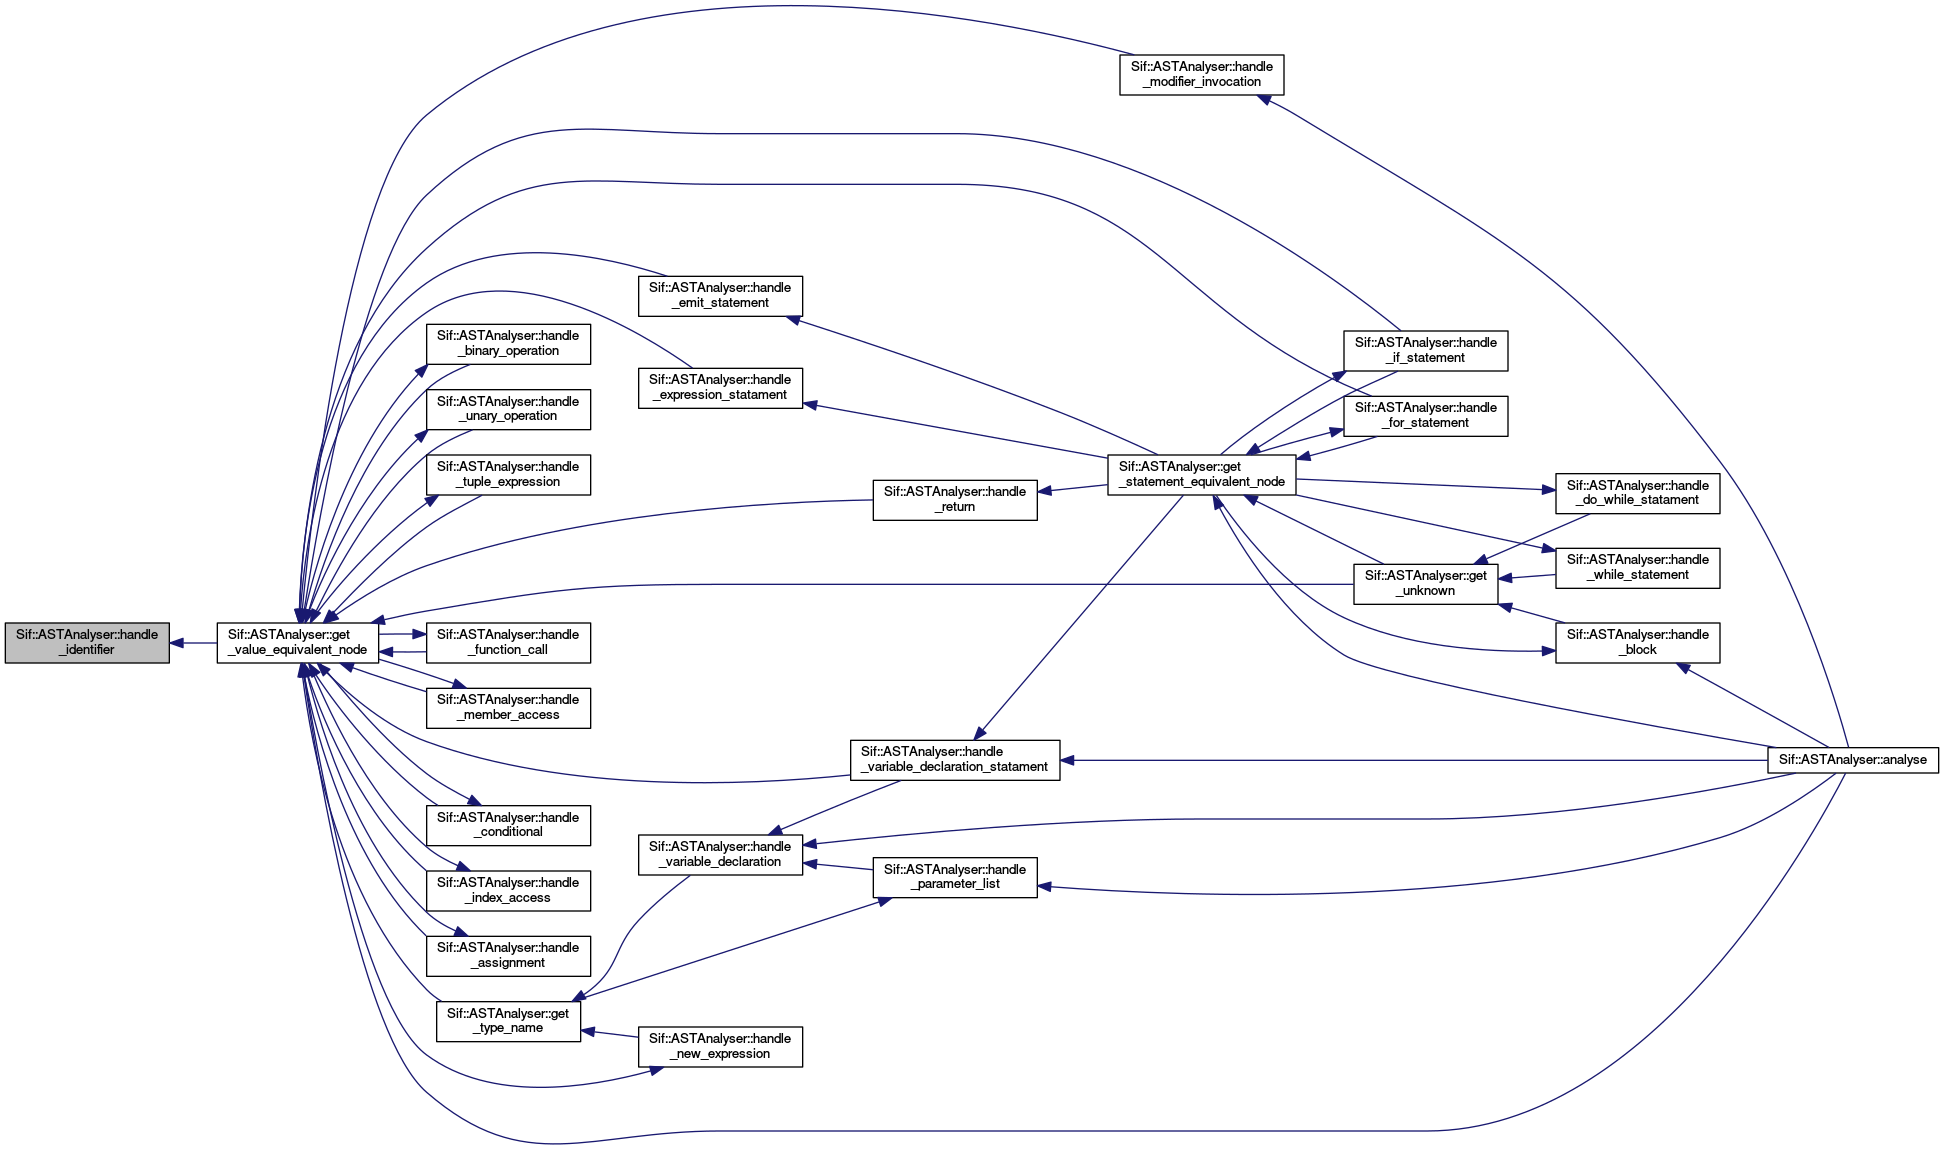 Sif::ASTAnalyser::handle
_modifier_invocation
Sif::ASTAnalyser::handle
_emit_statement
Sif::ASTAnalyser::handle
_binary_operation
Sif::ASTAnalyser::handle
_if_statement
Sif::ASTAnalyser::handle
_expression_statament
Sif::ASTAnalyser::handle
_unary_operation
Sif::ASTAnalyser::handle
_for_statement
Sif::ASTAnalyser::handle
_tuple_expression
Sif::ASTAnalyser::get
_statement_equivalent_node
Sif::ASTAnalyser::handle
_return
Sif::ASTAnalyser::handle
_do_while_statament
Sif::ASTAnalyser::handle
_while_statement
Sif::ASTAnalyser::get
_unknown
Sif::ASTAnalyser::handle
_identifier
Sif::ASTAnalyser::get
_value_equivalent_node
Sif::ASTAnalyser::handle
_function_call
Sif::ASTAnalyser::handle
_block
Sif::ASTAnalyser::handle
_member_access
Sif::ASTAnalyser::handle
_variable_declaration_statament
Sif::ASTAnalyser::analyse
Sif::ASTAnalyser::handle
_conditional
Sif::ASTAnalyser::handle
_variable_declaration
Sif::ASTAnalyser::handle
_parameter_list
Sif::ASTAnalyser::handle
_index_access
Sif::ASTAnalyser::handle
_assignment
Sif::ASTAnalyser::get
_type_name
Sif::ASTAnalyser::handle
_new_expression